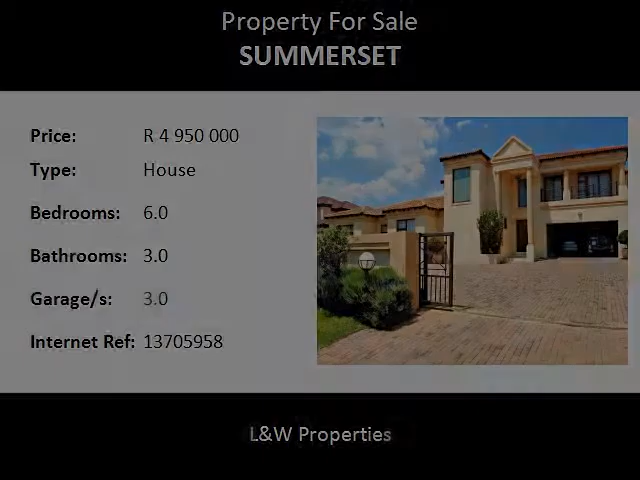 Property For Sale
SUMMERSET
Price: R 4 950 000
Type: House
Bedrooms: 6.0
Bathrooms: 3.0
Garage/s: 3.0
Internet Ref: 13705958
L&W Properties